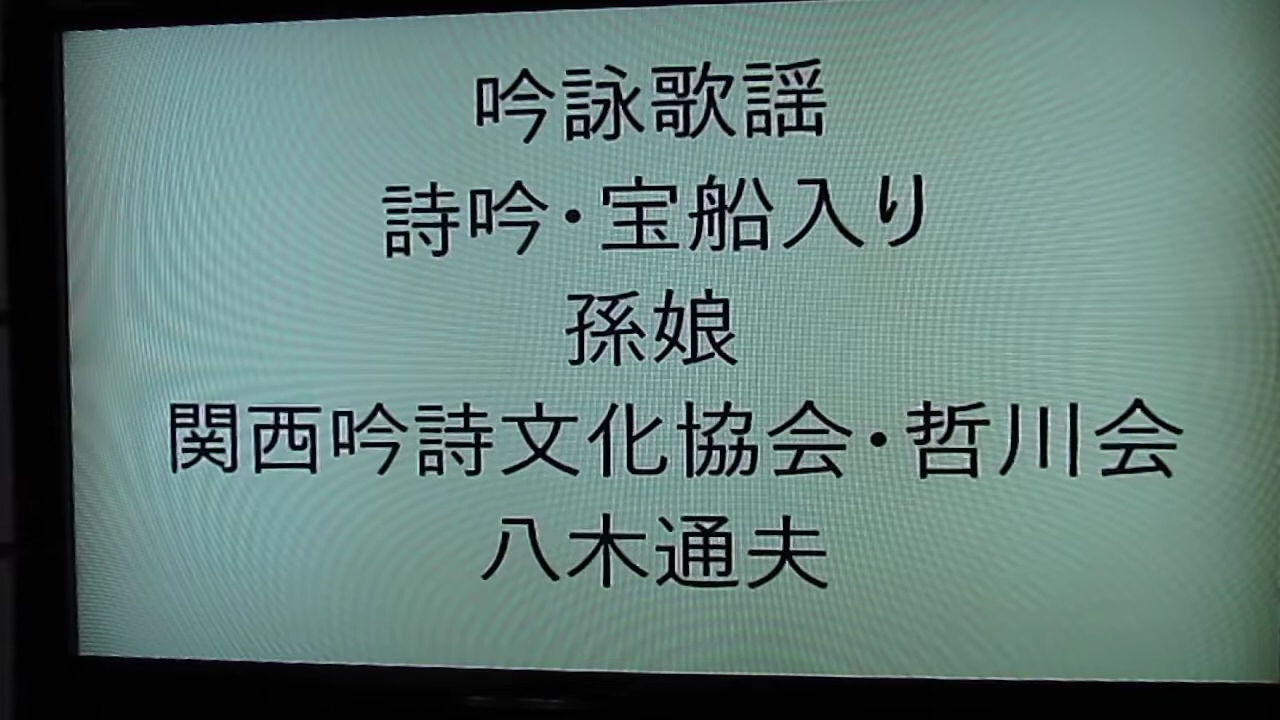 吟詠歌謡
詩吟・宝船入り
孫娘
関西吟詩文化協会・哲川会
八木通夫